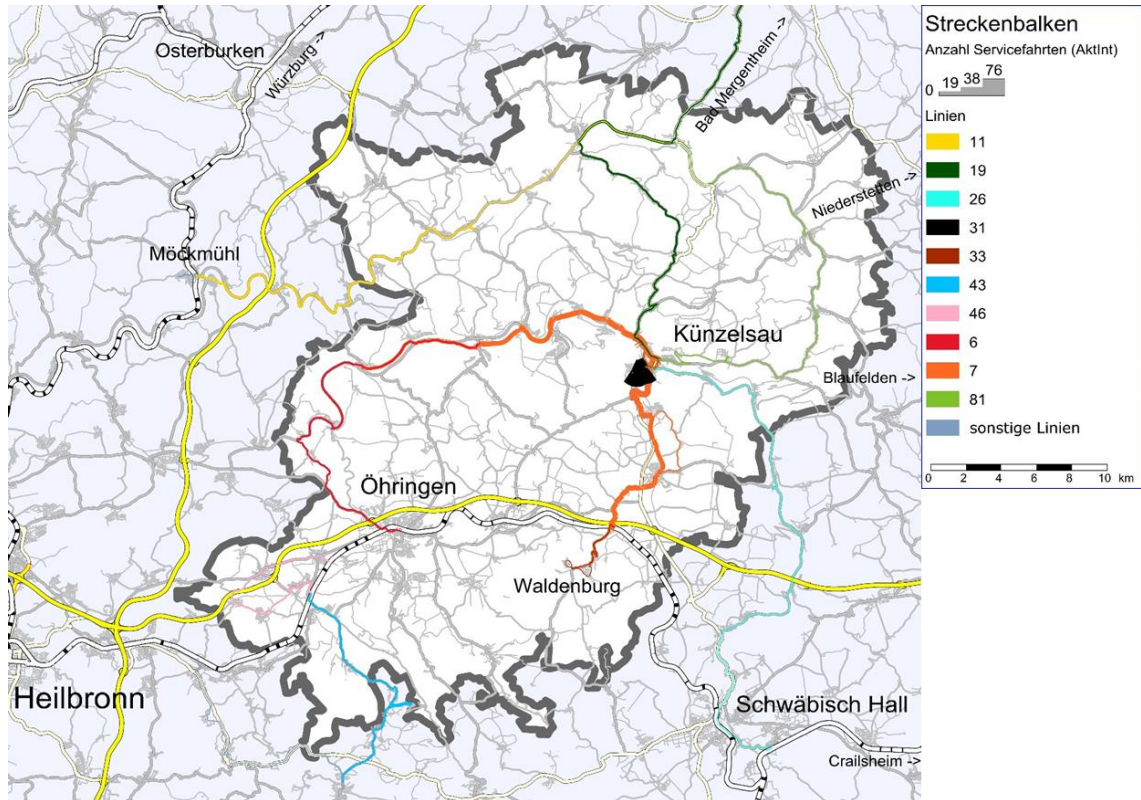 Osterburken
Würzburg ->
Bad Mergentheim ->
Niederstetten ->
Möckmühl
Künzelsau
Blaufelden ->
Öhringen
Waldenburg
Heilbronn
Schwäbisch Hall
Crailsheim ->
Streckenbalken
Anzahl Servicefahrten (AktInt)
0 19 38 76
Linien
11
19
26
31
33
43
46
6
7
81
sonstige Linien
0 2 4 6 8 10 km